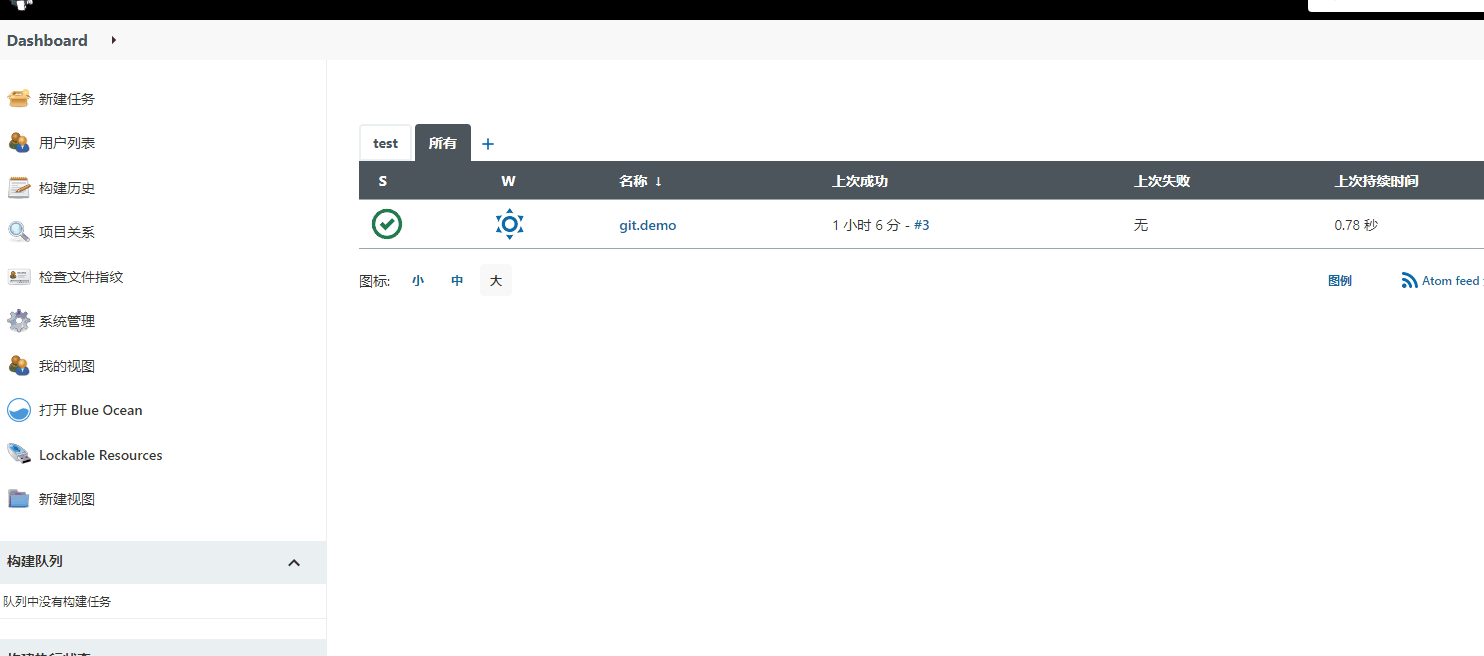 Dashboard
新建任务
用户列表
构建历史
项目关系
检查文件指纹
系统管理
我的视图
打开 Blue Ocean
Lockable Resources
新建视图
构建队列
队列中没有构建任务
test 所有 +
S W 名称 ↓ 上次成功 上次失败 上次持续时间
git.demo 1 小时 6 分 - #3 无 0.78 秒
图标: 小 中 大 图例 Atom feed